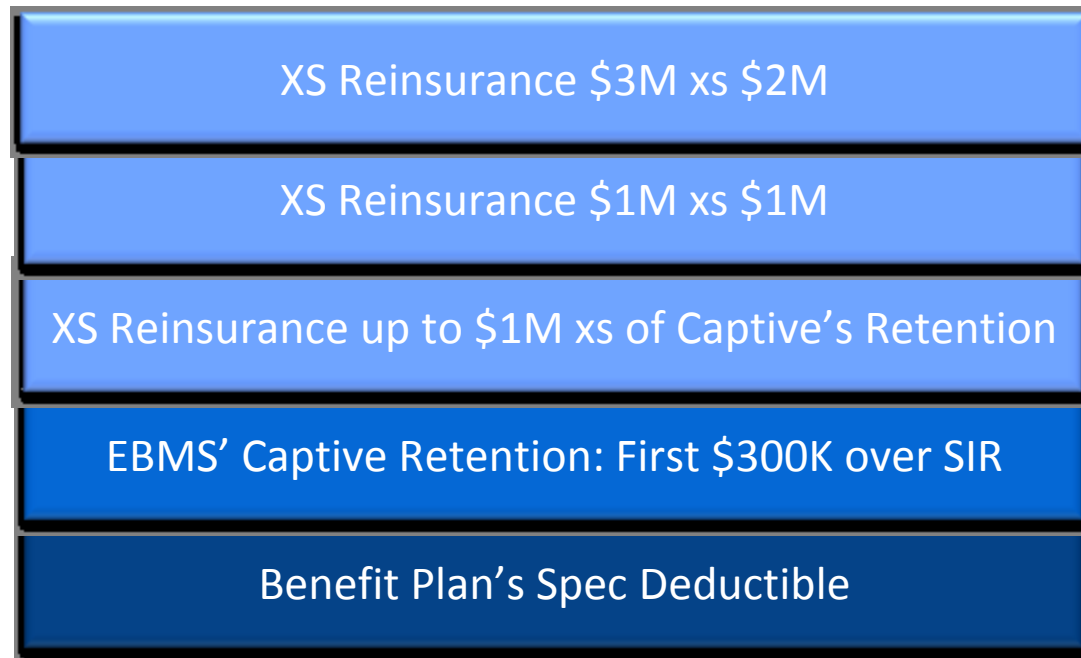 XS Reinsurance $3M xs $2M
XS Reinsurance $1M xs $1M
XS Reinsurance up to $1M xs of Captive’s Retention
EBMS’ Captive Retention: First $300K over SIR
Benefit Plan’s Spec Deductible